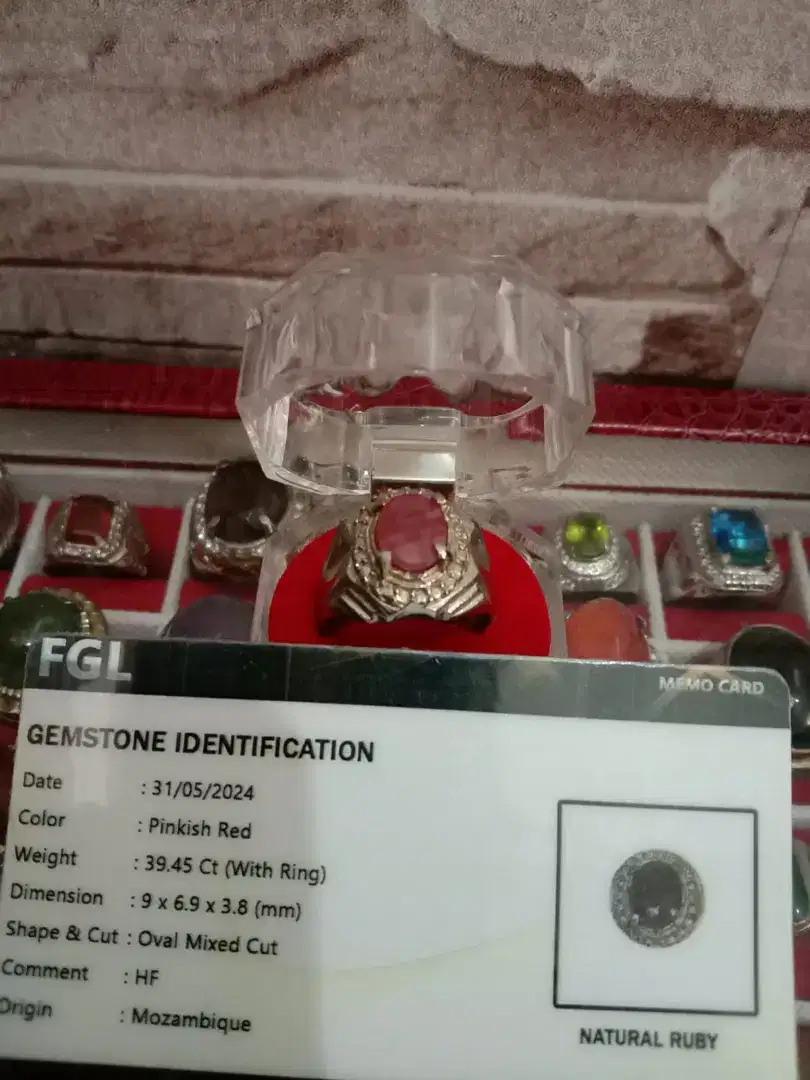 FGL
MEMO CARD
GEMSTONE IDENTIFICATION
Date : 31/05/2024
Color : Pinkish Red
Weight : 39.45 Ct (With Ring)
Dimension : 9 x 6.9 x 3.8 (mm)
Shape & Cut : Oval Mixed Cut
Comment : HF
Origin : Mozambique
NATURAL RUBY